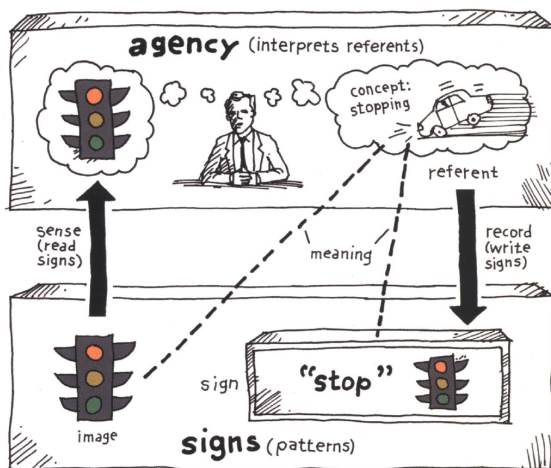 agency (interprets referents)
concept:
stopping
referent
sense
(read
signs)
meaning
record
(write
signs)
sign
"stop"
image
signs (patterns)